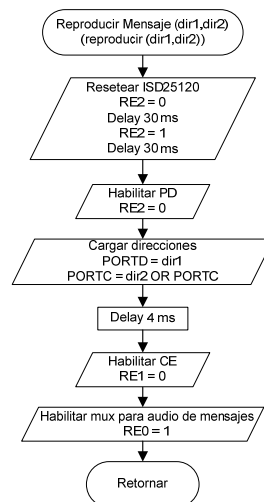 Reproducir Mensaje (dir1,dir2)
(reproducir (dir1,dir2))
Resetear ISD25120
RE2 = 0
Delay 30 ms
RE2 = 1
Delay 30 ms
Habilitar PD
RE2 = 0
Cargar direcciones
PORTD = dir1
PORTC = dir2 OR PORTC
Delay 4 ms
Habilitar CE
RE1 = 0
Habilitar mux para audio de mensajes
RE0 = 1
Retornar